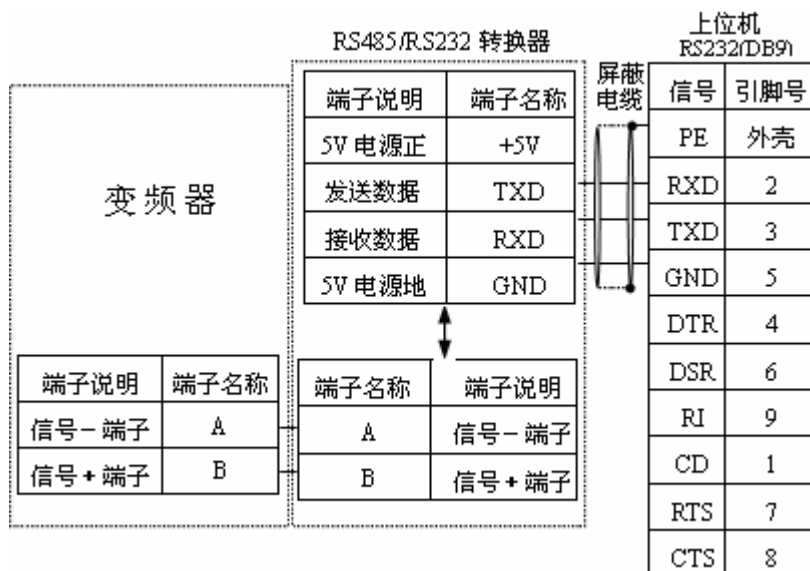 上位机
RS232(DB9)
RS485/RS232 转换器
屏蔽
电缆
信号 引脚号
PE 外壳
RXD 2
TXD 3
GND 5
DTR 4
DSR 6
RI 9
CD 1
RTS 7
CTS 8
端子说明 端子名称
5V 电源正 +5V
发送数据 TXD
接收数据 RXD
5V 电源地 GND
变频器
端子说明 端子名称
信号－端子 A
信号+端子 B
端子名称 端子说明
A 信号－端子
B 信号+端子